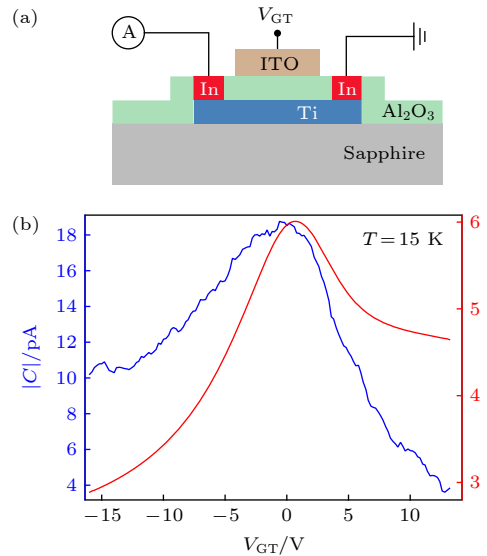 (a)
V_GT
A
ITO
In
In
Ti
Al₂O₃
Sapphire
(b)
T=15 K
18
16
14
12
10
8
6
4
|C|/pA
6
5
4
3
−15
−10
−5
0
5
10
V_GT/V